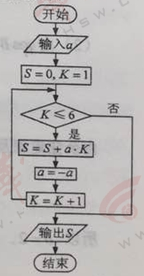 开始
输入a
S=0, K=1
K≤6
否
是
S=S+a·K
a=-a
K=K+1
输出S
结束